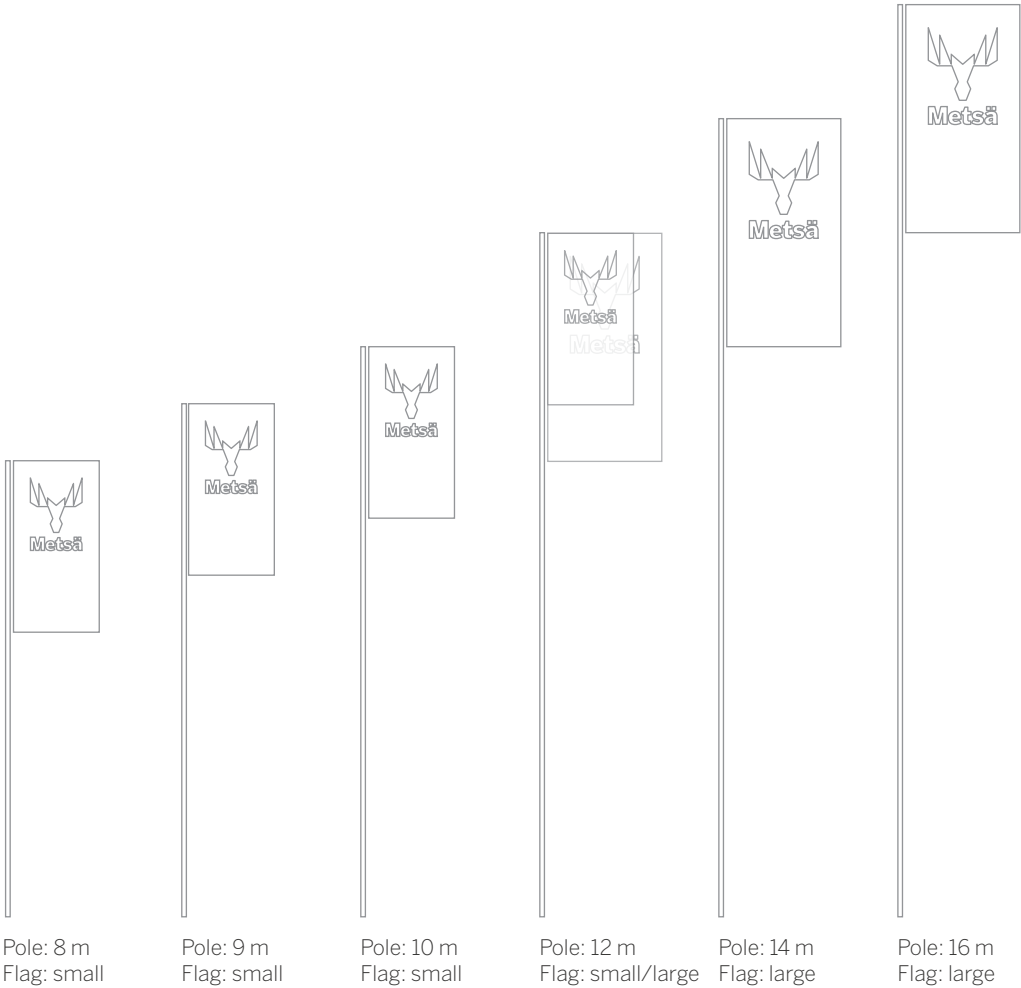 Metsä
Metsä
Metsä
Metsä
Metsä
Metsä
Metsä
Pole: 8 m
Flag: small
Pole: 9 m
Flag: small
Pole: 10 m
Flag: small
Pole: 12 m
Flag: small/large
Pole: 14 m
Flag: large
Pole: 16 m
Flag: large